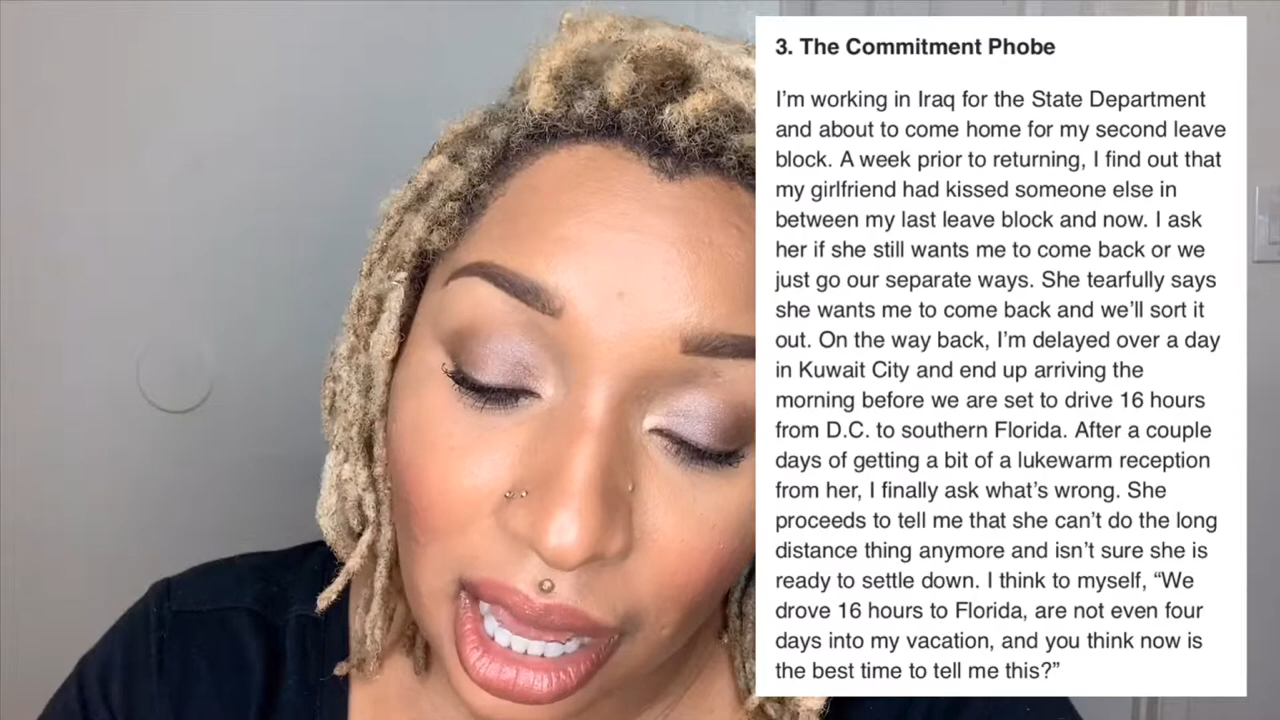 3. The Commitment Phobe
I'm working in Iraq for the State Department
and about to come home for my second leave
block. A week prior to returning, I find out that
my girlfriend had kissed someone else in
between my last leave block and now. I ask
her if she still wants me to come back or we
just go our separate ways. She tearfully says
she wants me to come back and we'll sort it
out. On the way back, I'm delayed over a day
in Kuwait City and end up arriving the
morning before we are set to drive 16 hours
from D.C. to southern Florida. After a couple
days of getting a bit of a lukewarm reception
from her, I finally ask what's wrong. She
proceeds to tell me that she can't do the long
distance thing anymore and isn't sure she is
ready to settle down. I think to myself, “We
drove 16 hours to Florida, are not even four
days into my vacation, and you think now is
the best time to tell me this?”